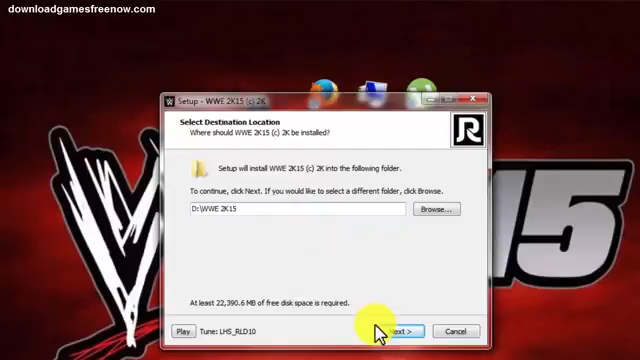 downloadgamesfreenow.com
Setup - WWE 2K15 (c) 2K
Select Destination Location
Where should WWE 2K15 (c) 2K be installed?
Setup will install WWE 2K15 (c) 2K into the following folder.
To continue, click Next. If you would like to select a different folder, click Browse.
D:\WWE 2K15
Browse...
15
At least 22,390.6 MB of free disk space is required.
Play
Tune: LHS_RLD10
Next >
Cancel